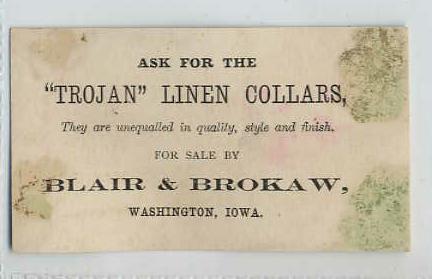 ASK FOR THE
"TROJAN" LINEN COLLARS,
They are unequalled in quality, style and finish.
FOR SALE BY
BLAIR & BROKAW,
WASHINGTON, IOWA.